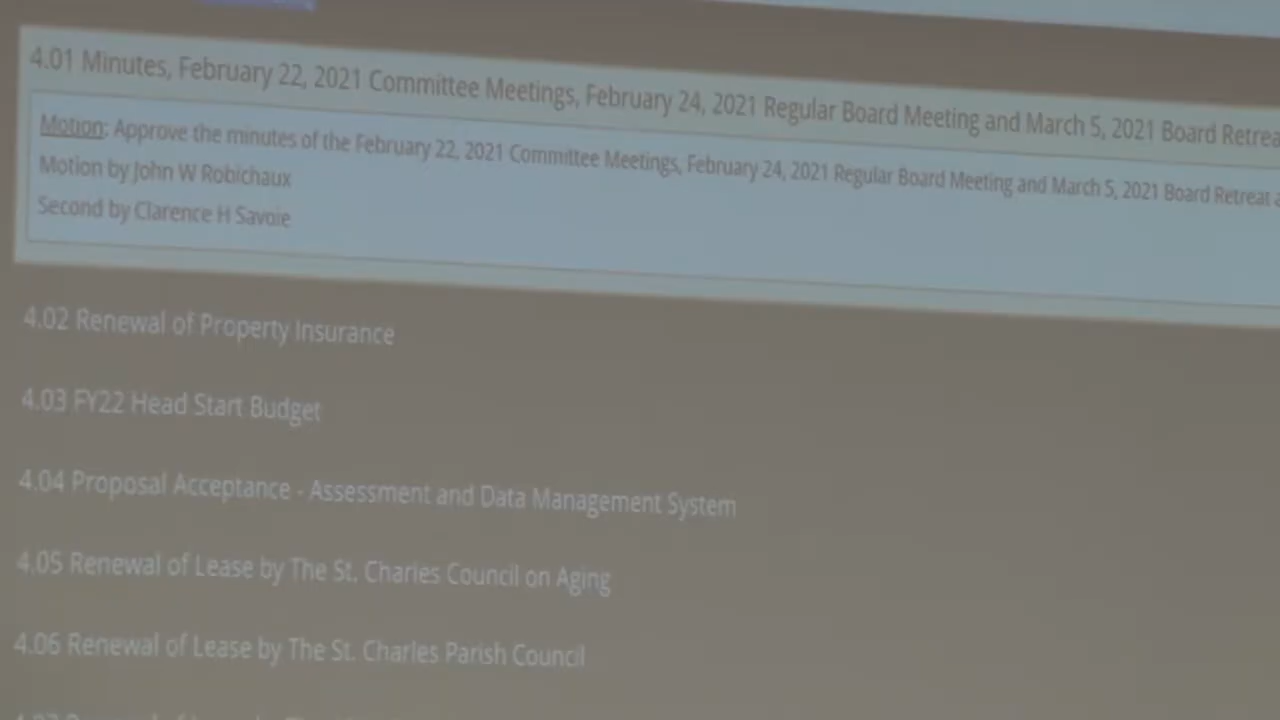 4.01 Minutes, February 22, 2021 Committee Meetings, February 24, 2021 Regular Board Meeting and March 5, 2021 Board Retrea
Motion: Approve the minutes of the February 22, 2021 Committee Meetings, February 24, 2021 Regular Board Meeting and March 5, 2021 Board Retreat a
Motion by John W Robichaux
Second by Clarence H Savoie
4.02 Renewal of Property Insurance
4.03 FY22 Head Start Budget
4.04 Proposal Acceptance - Assessment and Data Management System
4.05 Renewal of Lease by The St. Charles Council on Aging
4.06 Renewal of Lease by The St. Charles Parish Council